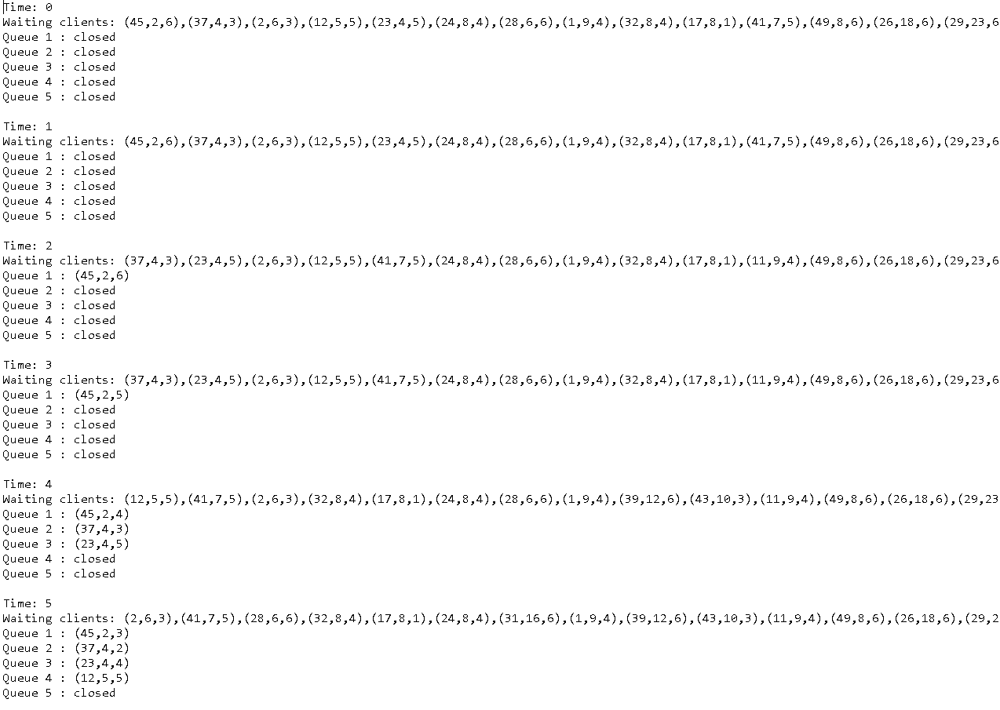 Time: 0
Waiting clients: (45,2,6),(37,4,3),(2,6,3),(12,5,5),(23,4,5),(24,8,4),(28,6,6),(1,9,4),(32,8,4),(17,8,1),(41,7,5),(49,8,6),(26,18,6),(29,23,6
Queue 1 : closed
Queue 2 : closed
Queue 3 : closed
Queue 4 : closed
Queue 5 : closed
Time: 1
Waiting clients: (45,2,6),(37,4,3),(2,6,3),(12,5,5),(23,4,5),(24,8,4),(28,6,6),(1,9,4),(32,8,4),(17,8,1),(41,7,5),(49,8,6),(26,18,6),(29,23,6
Queue 1 : closed
Queue 2 : closed
Queue 3 : closed
Queue 4 : closed
Queue 5 : closed
Time: 2
Waiting clients: (37,4,3),(23,4,5),(2,6,3),(12,5,5),(41,7,5),(24,8,4),(28,6,6),(1,9,4),(32,8,4),(17,8,1),(11,9,4),(49,8,6),(26,18,6),(29,23,6
Queue 1 : (45,2,6)
Queue 2 : closed
Queue 3 : closed
Queue 4 : closed
Queue 5 : closed
Time: 3
Waiting clients: (37,4,3),(23,4,5),(2,6,3),(12,5,5),(41,7,5),(24,8,4),(28,6,6),(1,9,4),(32,8,4),(17,8,1),(11,9,4),(49,8,6),(26,18,6),(29,23,6
Queue 1 : (45,2,5)
Queue 2 : closed
Queue 3 : closed
Queue 4 : closed
Queue 5 : closed
Time: 4
Waiting clients: (12,5,5),(41,7,5),(2,6,3),(32,8,4),(17,8,1),(24,8,4),(28,6,6),(1,9,4),(39,12,6),(43,10,3),(11,9,4),(49,8,6),(26,18,6),(29,23
Queue 1 : (45,2,4)
Queue 2 : (37,4,3)
Queue 3 : (23,4,5)
Queue 4 : closed
Queue 5 : closed
Time: 5
Waiting clients: (2,6,3),(41,7,5),(28,6,6),(32,8,4),(17,8,1),(24,8,4),(31,16,6),(1,9,4),(39,12,6),(43,10,3),(11,9,4),(49,8,6),(26,18,6),(29,2
Queue 1 : (45,2,3)
Queue 2 : (37,4,2)
Queue 3 : (23,4,4)
Queue 4 : (12,5,5)
Queue 5 : closed